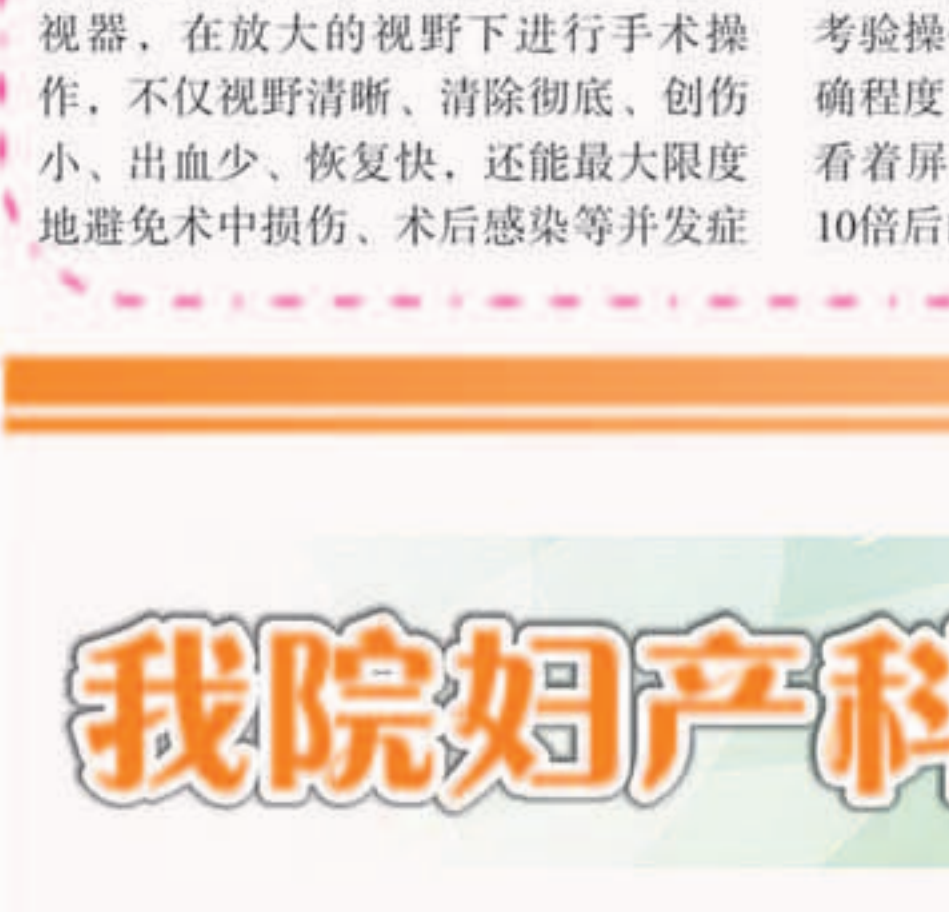 视器，在放大的视野下进行手术操
作，不仅视野清晰、清除彻底、创伤
小、出血少、恢复快，还能最大限度
地避免术中损伤、术后感染等并发症
考验操
确程度
看着屏
10倍后
我院妇产科